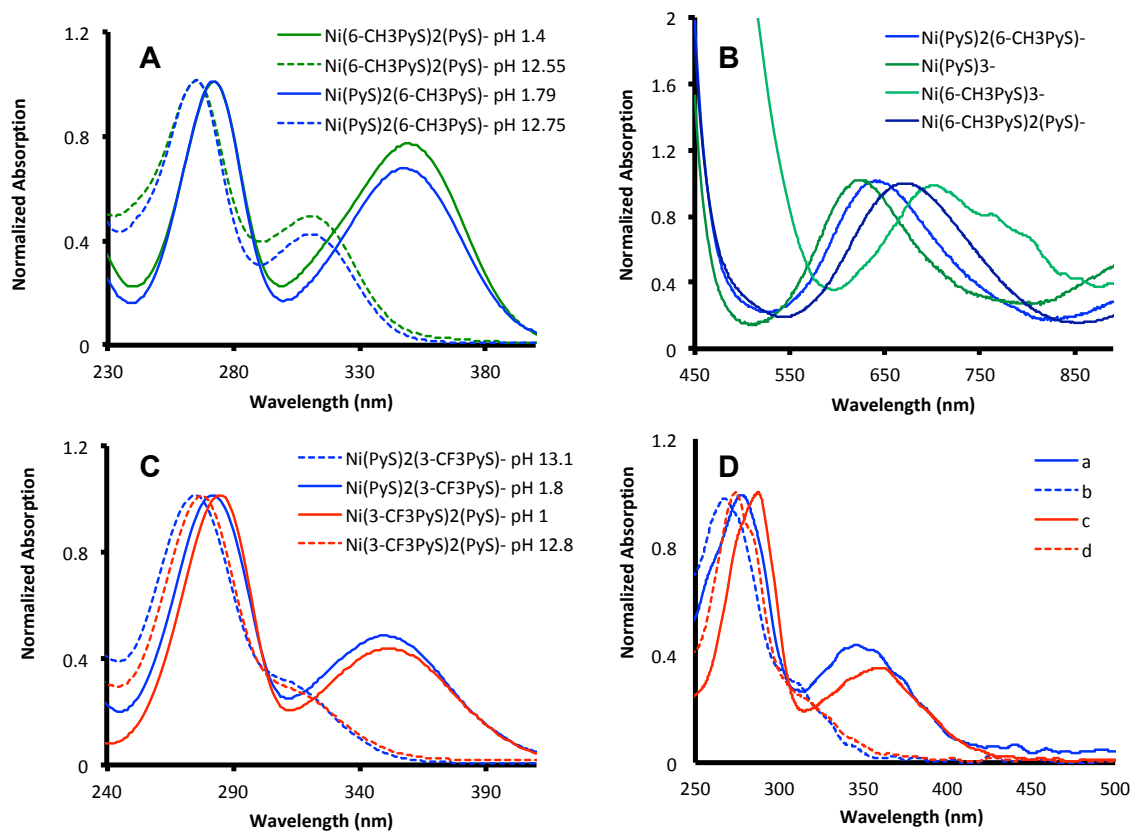 A
Ni(6-CH3PyS)2(PyS)- pH 1.4
Ni(6-CH3PyS)2(PyS)- pH 12.55
Ni(PyS)2(6-CH3PyS)- pH 1.79
Ni(PyS)2(6-CH3PyS)- pH 12.75
Normalized Absorption
1.2
0.8
0.4
0
230
280
330
380
Wavelength (nm)
B
Ni(PyS)2(6-CH3PyS)-
Ni(PyS)3-
Ni(6-CH3PyS)3-
Ni(6-CH3PyS)2(PyS)-
Normalized Absorption
2
1.6
1.2
0.8
0.4
0
450
550
650
750
850
Wavelength (nm)
C
Ni(PyS)2(3-CF3PyS)- pH 13.1
Ni(PyS)2(3-CF3PyS)- pH 1.8
Ni(3-CF3PyS)2(PyS)- pH 1
Ni(3-CF3PyS)2(PyS)- pH 12.8
Normalized Absorption
1.2
0.8
0.4
0
240
290
340
390
Wavelength (nm)
D
a
b
c
d
Normalized Absorption
1.2
0.8
0.4
0
250
300
350
400
450
500
Wavelength (nm)